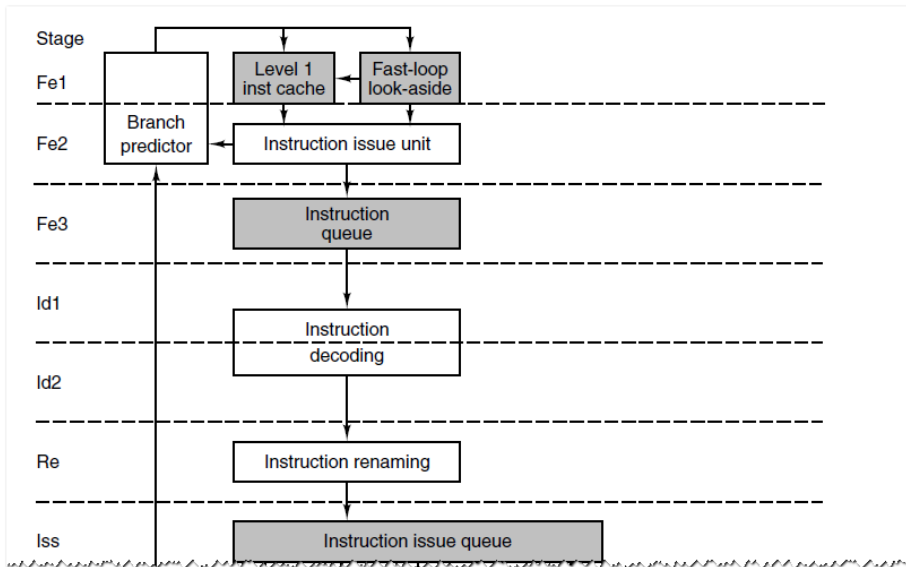 Stage
Fe1
Level 1
inst cache
Fast-loop
look-aside
Fe2
Branch
predictor
Instruction issue unit
Fe3
Instruction
queue
Id1
Instruction
decoding
Id2
Re
Instruction renaming
Iss
Instruction issue queue